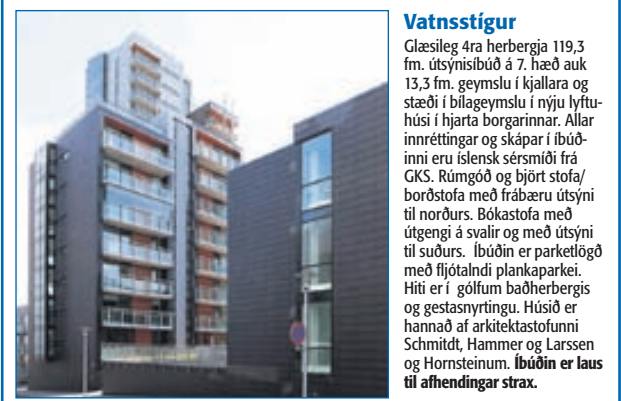 Vatnsstígur
Glæsileg 4ra herbergja 119,3
fm. útsýnisíbúð á 7. hæð auk
13,3 fm. geymslu í kjallara og
stæði í bílageymslu í nýju lyftu-
húsi í hjarta borgarinnar. Allar
innréttingar og skápar í íbúð-
inni eru íslensk sérsmíði frá
GKS. Rúmgóð og björt stofa/
borðstofa með frábæru útsýni
til norðurs. Bókastofa með
útgengi á svalir og með útsýni
til suðurs. Íbúðin er parketlögð
með fljótalndi plankaparkei.
Hiti er í gólfum baðherbergis
og gestasnyrtingu. Húsið er
hannað af arkitektastofunni
Schmitdt, Hammer og Larssen
og Hornsteinum. Íbúðin er laus
til afhendingar strax.